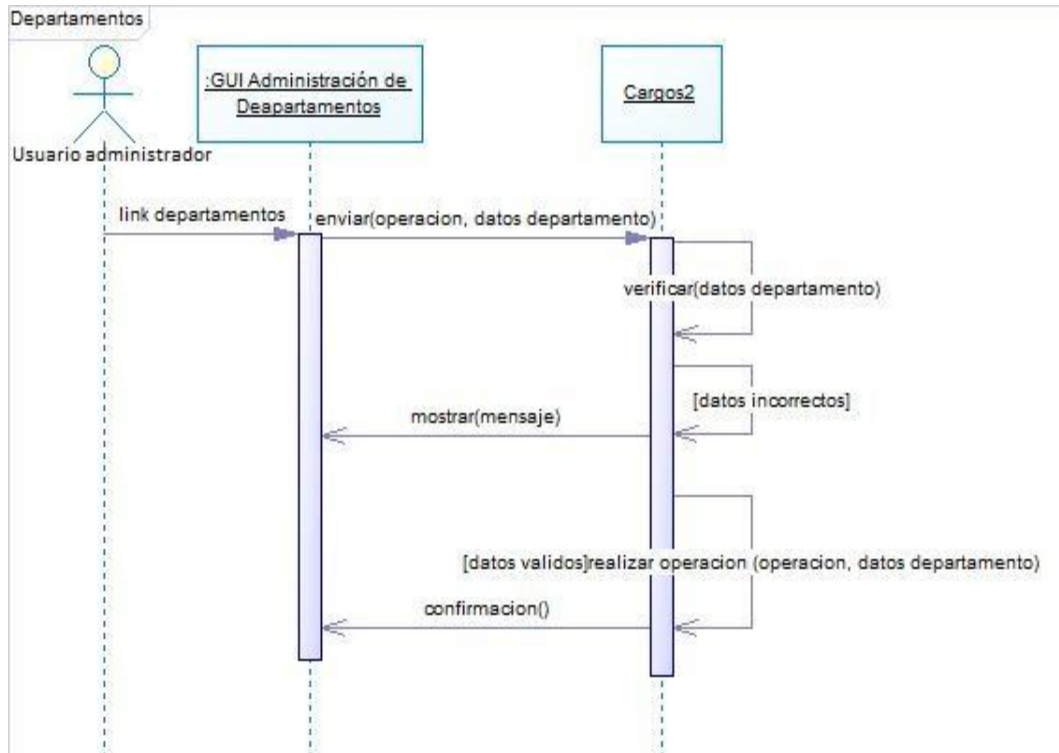 Departamentos
:GUI Administración de
Deapartamentos
Cargos2
Usuario administrador
link departamentos
enviar(operacion, datos departamento)
verificar(datos departamento)
[datos incorrectos]
mostrar(mensaje)
[datos validos]realizar operacion (operacion, datos departamento)
confirmacion()